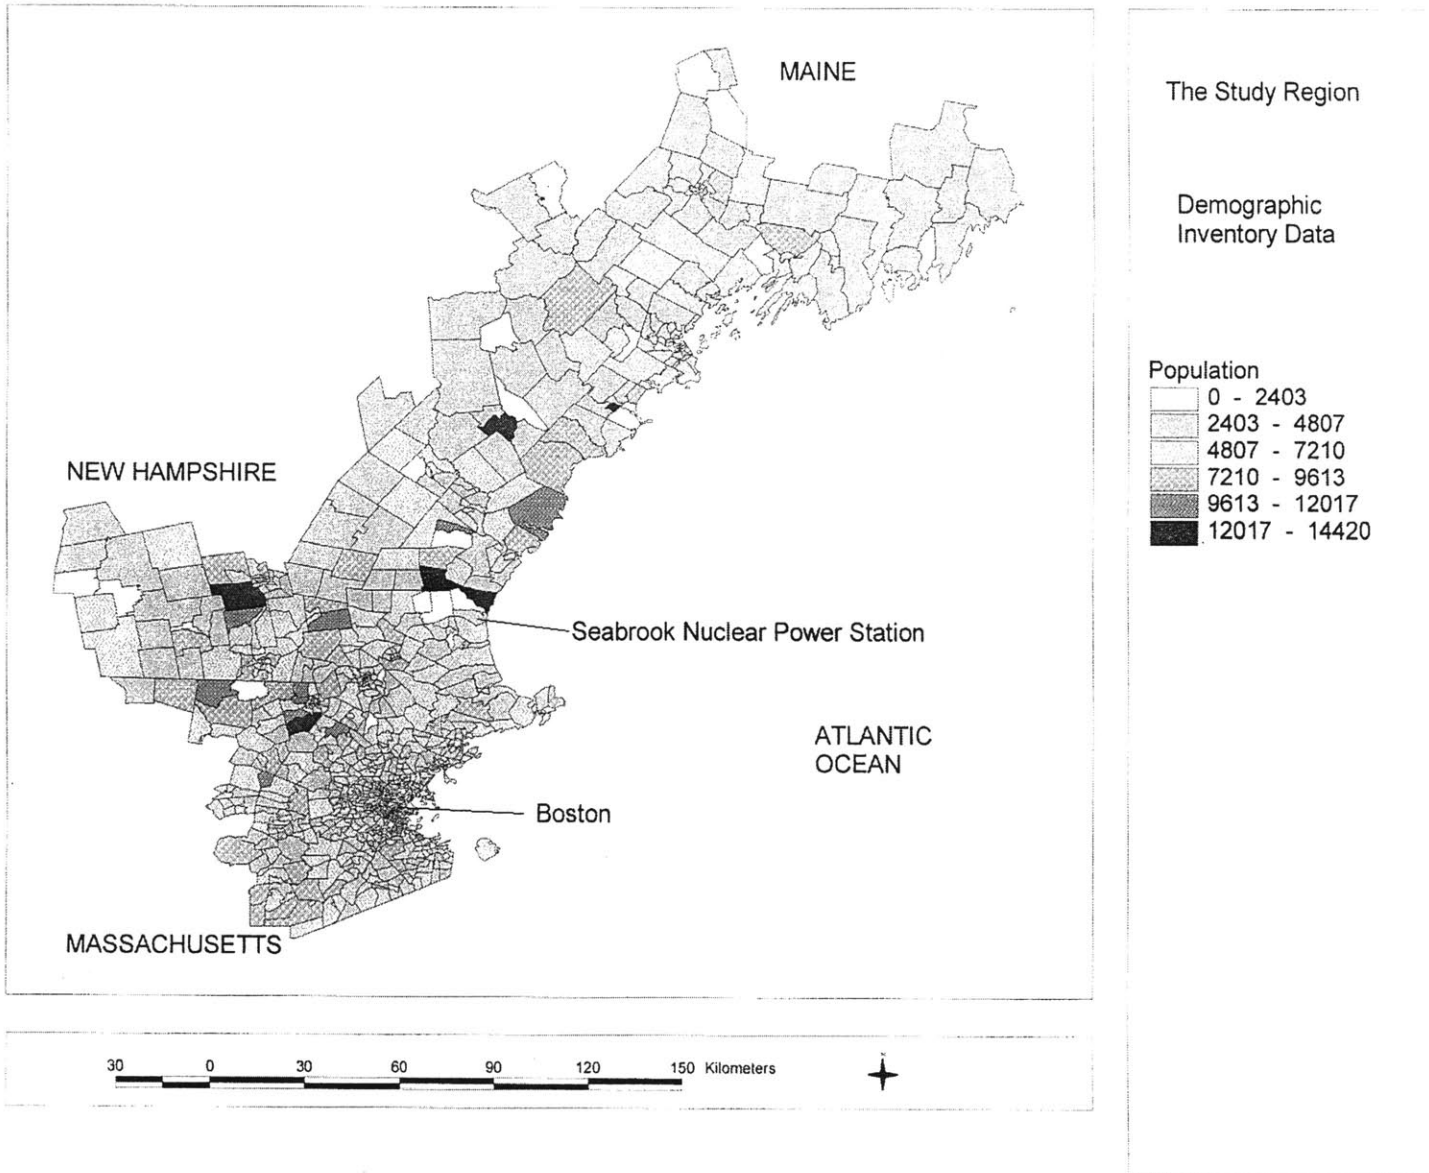 MAINE
NEW HAMPSHIRE
Seabrook Nuclear Power Station
ATLANTIC
OCEAN
Boston
MASSACHUSETTS
The Study Region
Demographic
Inventory Data
Population
0 - 2403
2403 - 4807
4807 - 7210
7210 - 9613
9613 - 12017
12017 - 14420
30 0 30 60 90 120 150 Kilometers